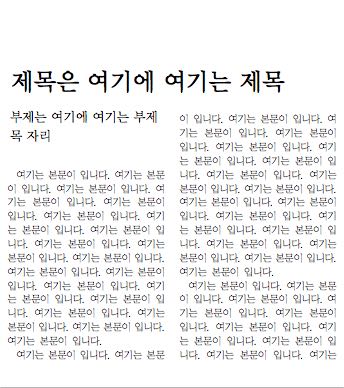 제목은 여기에 여기는 제목
부제는 여기에 여기는 부제
목 자리
여기는 본문이 입니다. 여기는 본문
이 입니다. 여기는 본문이 입니다. 여
기는 본문이 입니다. 여기는 본문이
입니다. 여기는 본문이 입니다. 여기
는 본문이 입니다. 여기는 본문이 입
니다. 여기는 본문이 입니다. 여기는
본문이 입니다. 여기는 본문이 입니다.
여기는 본문이 입니다. 여기는 본문이
입니다. 여기는 본문이 입니다. 여기
는 본문이 입니다. 여기는 본문이 입
니다. 여기는 본문이 입니다. 여기는
본문이 입니다. 여기는 본문이 입니다.
여기는 본문이 입니다.
여기는 본문이 입니다. 여기는 본문
이 입니다. 여기는 본문이 입니다. 여
기는 본문이 입니다. 여기는 본문이
입니다. 여기는 본문이 입니다. 여기
는 본문이 입니다. 여기는 본문이 입
니다. 여기는 본문이 입니다. 여기는
본문이 입니다. 여기는 본문이 입니다.
여기는 본문이 입니다. 여기는 본문이
입니다. 여기는 본문이 입니다. 여기
는 본문이 입니다. 여기는 본문이 입
니다. 여기는 본문이 입니다. 여기는
본문이 입니다. 여기는 본문이 입니다.
여기는 본문이 입니다.
여기는 본문이 입니다. 여기는 본문
이 입니다. 여기는 본문이 입니다. 여
기는 본문이 입니다. 여기는 본문이
입니다. 여기는 본문이 입니다. 여기
는 본문이 입니다. 여기는 본문이 입
니다. 여기는 본문이 입니다. 여기는